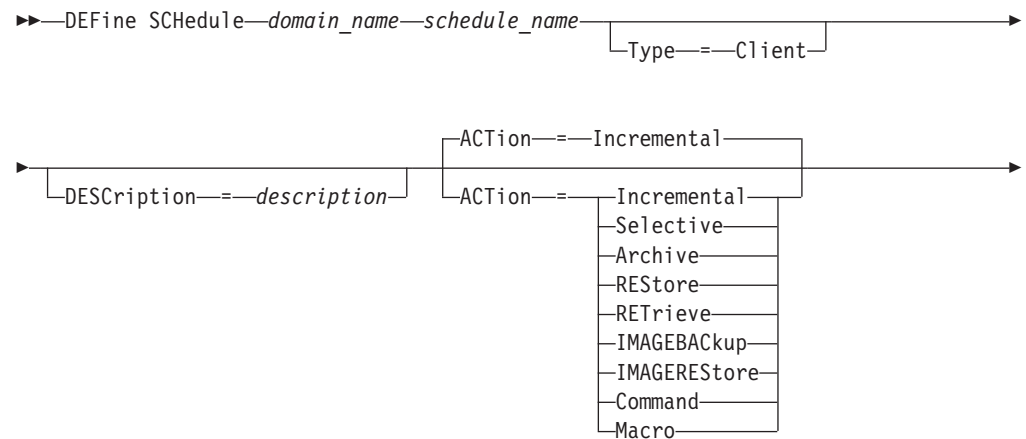 DEFine SCHedule domain_name schedule_name
Type = Client
ACTion = Incremental
DESCription = description ACTion = Incremental
Selective
Archive
REStore
RETrieve
IMAGEBACkup
IMAGEREStore
Command
Macro